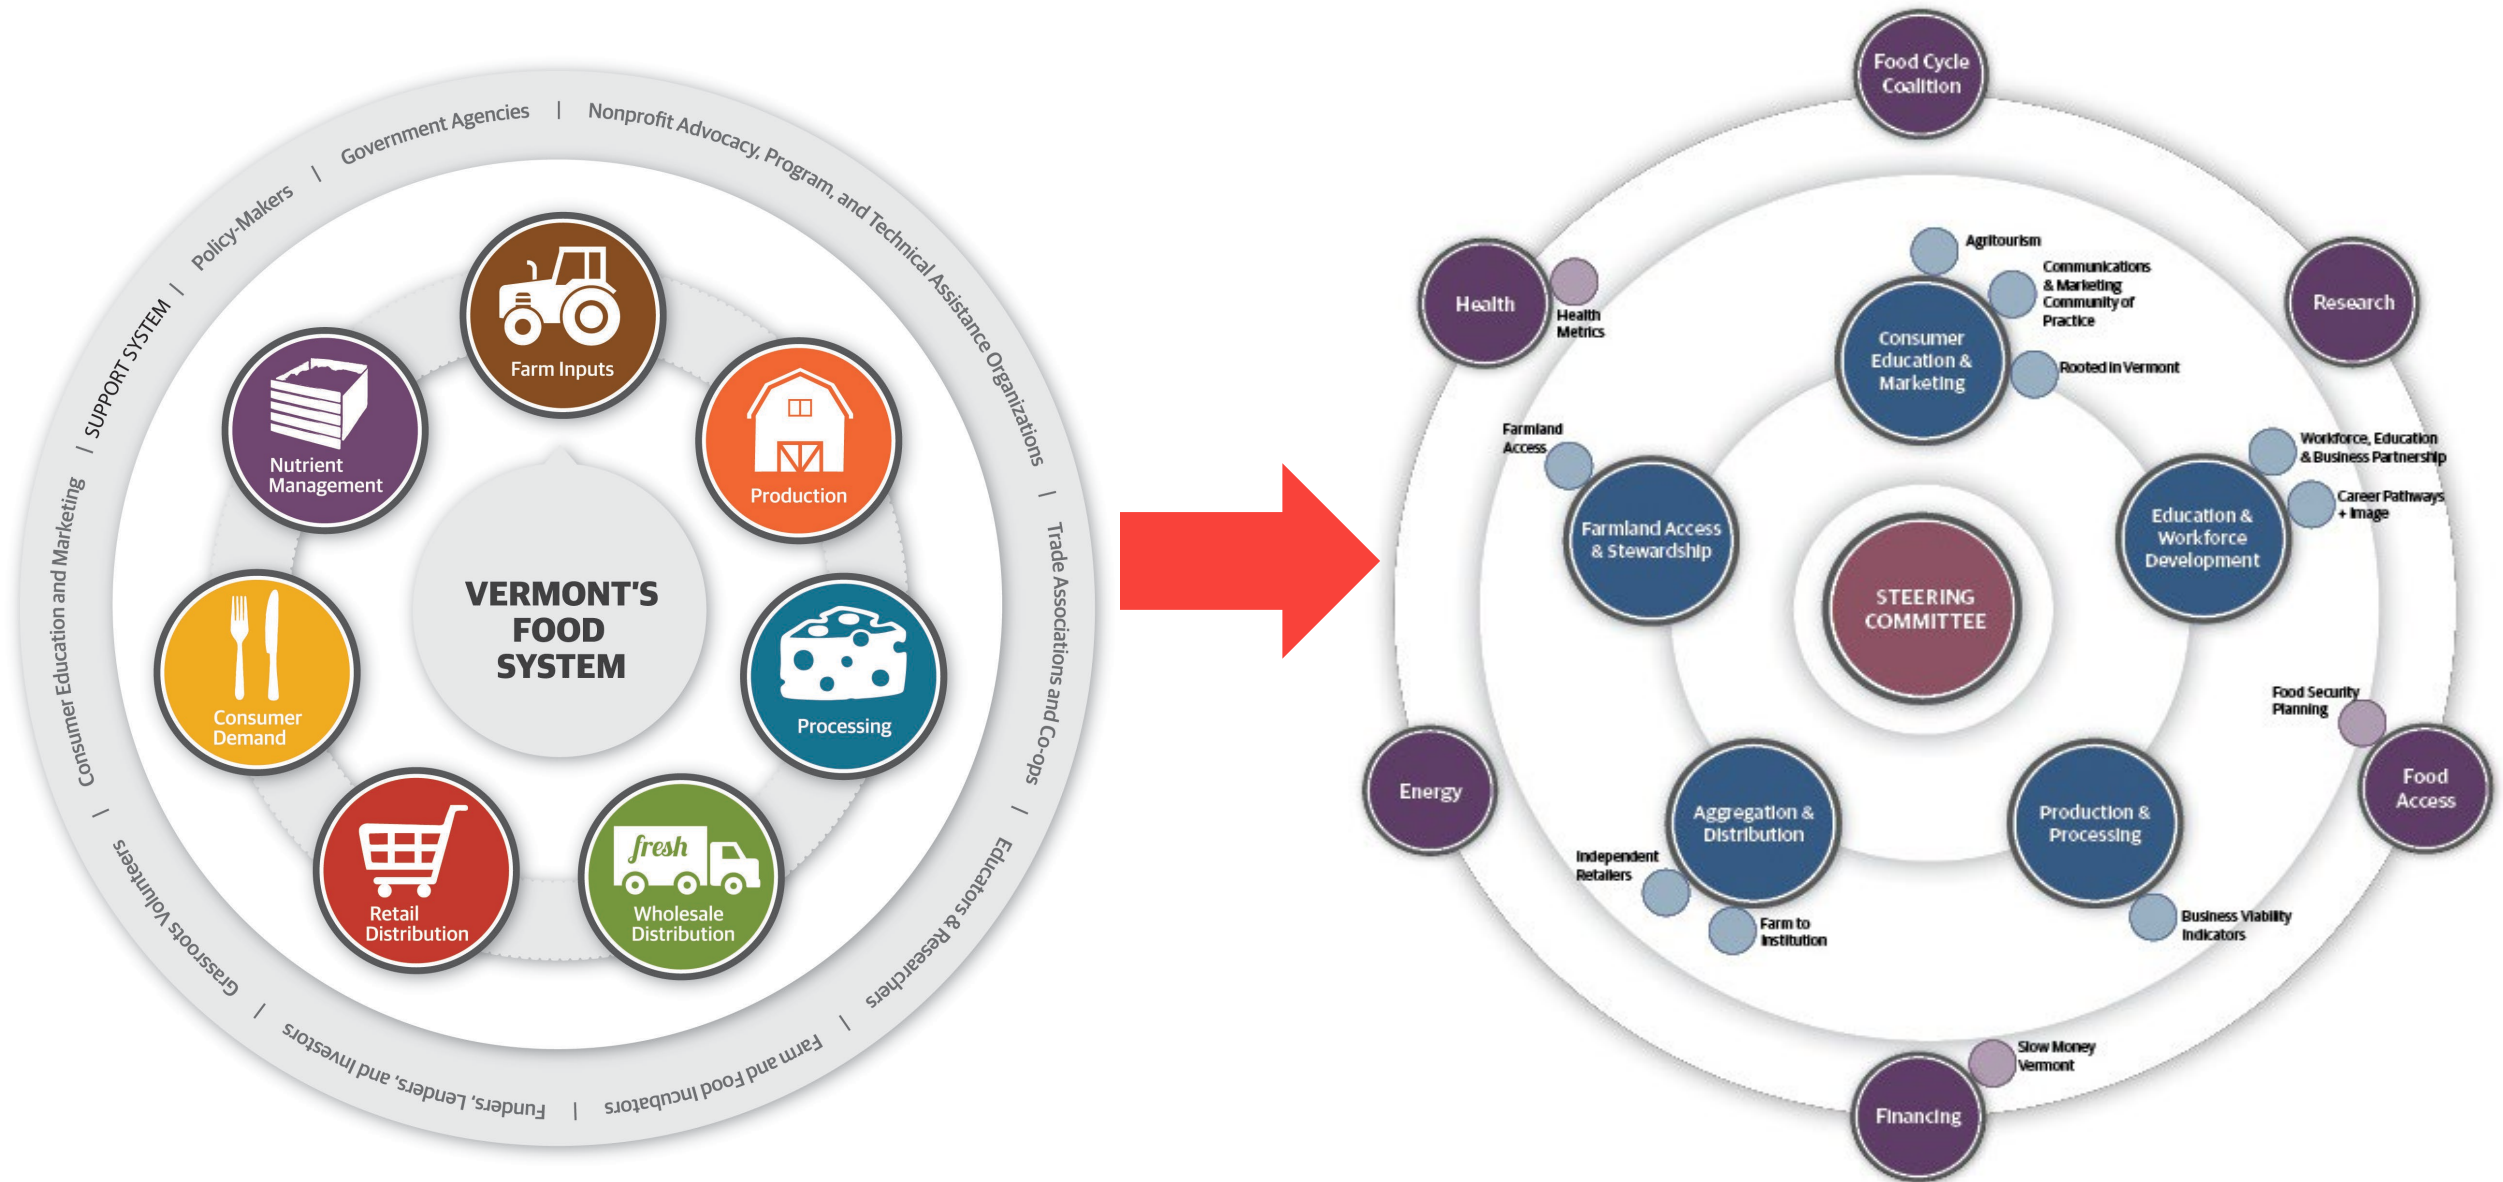 SUPPORT SYSTEM | Policy-Makers | Government Agencies | Nonprofit Advocacy, Program, and Technical Assistance Organizations | Trade Associations and Co-ops | Educators & Researchers | Farm and Food Incubators | Funders, Lenders, and Investors | Grassroots Volunteers | Consumer Education and Marketing |
Farm Inputs
Production
Processing
fresh
Wholesale
Distribution
Retail
Distribution
Consumer
Demand
Nutrient
Management
VERMONT'S
FOOD
SYSTEM
Food Cycle
Coalition
Research
Food
Access
Food Security
Planning
Financing
Slow Money
Vermont
Energy
Health
Health
Metrics
Consumer
Education &
Marketing
Agritourism
Communications
& Marketing
Community of
Practice
Rooted in Vermont
Education &
Workforce
Development
Workforce, Education
& Business Partnership
Career Pathways
+ Image
Production &
Processing
Business Viability
Indicators
Aggregation &
Distribution
Independent
Retailers
Farm to
Institution
Farmland Access
& Stewardship
Farmland
Access
STEERING
COMMITTEE